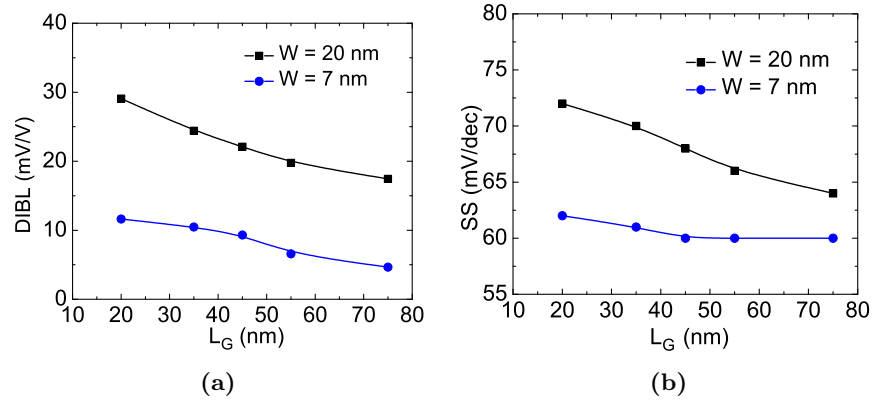 40
30
20
10
0
DIBL (mV/V)
W = 20 nm
W = 7 nm
10 20 30 40 50 60 70 80
L_G (nm)
(a)
80
75
70
65
60
55
SS (mV/dec)
W = 20 nm
W = 7 nm
10 20 30 40 50 60 70 80
L_G (nm)
(b)